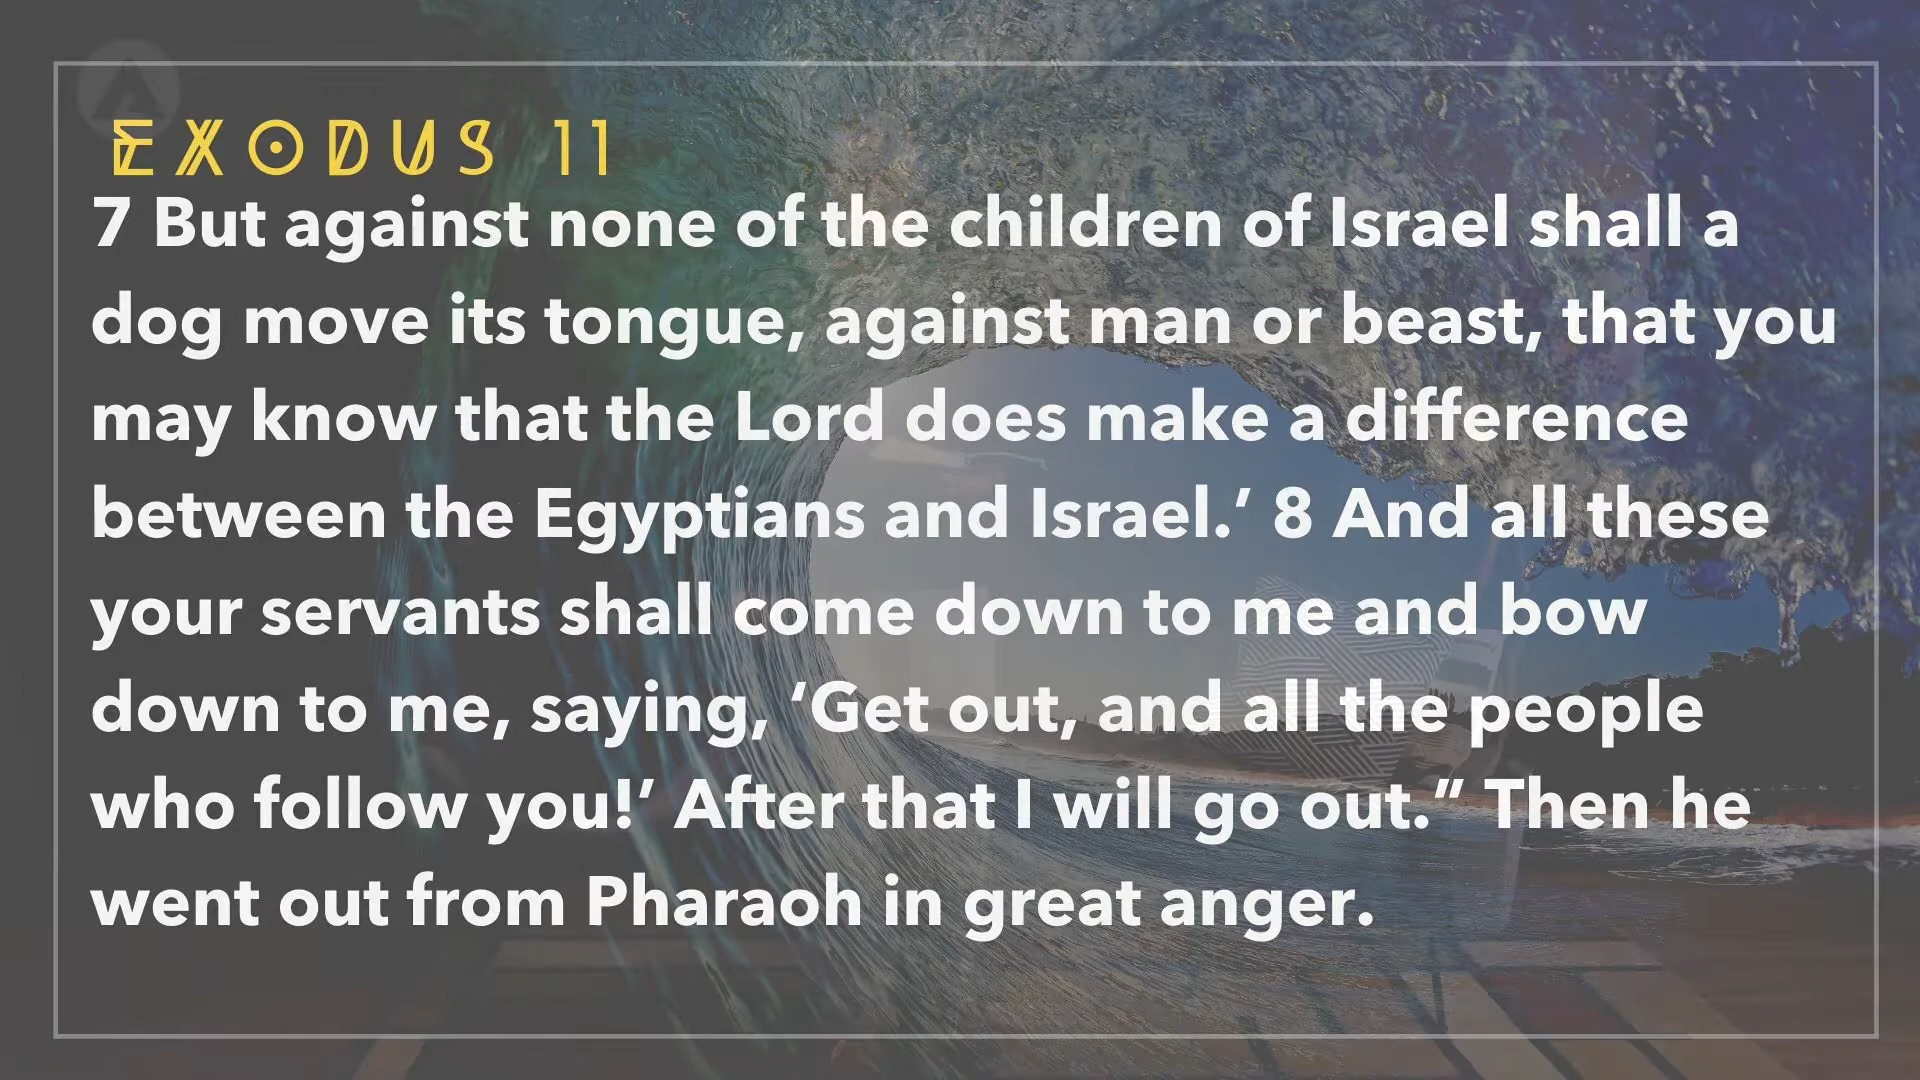 EXODUS 11
7 But against none of the children of Israel shall a
dog move its tongue, against man or beast, that you
may know that the Lord does make a difference
between the Egyptians and Israel.’ 8 And all these
your servants shall come down to me and bow
down to me, saying, ‘Get out, and all the people
who follow you!’ After that I will go out.” Then he
went out from Pharaoh in great anger.